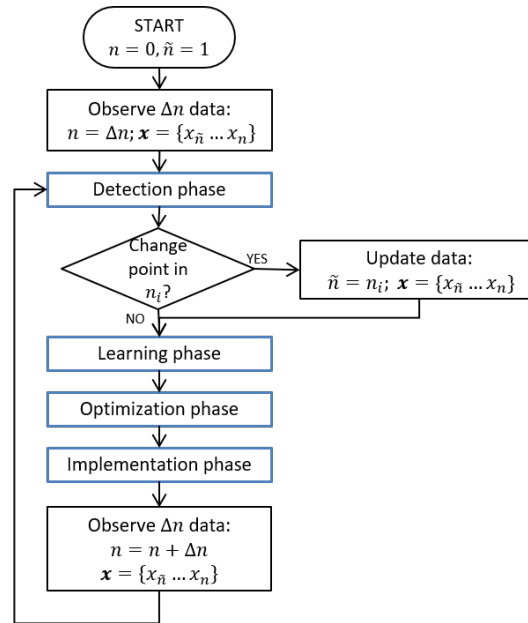 START
n = 0, ñ = 1
Observe Δn data:
n = Δn; x = {x_ñ … x_n}
Detection phase
Change
point in
n_i?
YES
Update data:
ñ = n_i; x = {x_ñ … x_n}
NO
Learning phase
Optimization phase
Implementation phase
Observe Δn data:
n = n + Δn
x = {x_ñ … x_n}